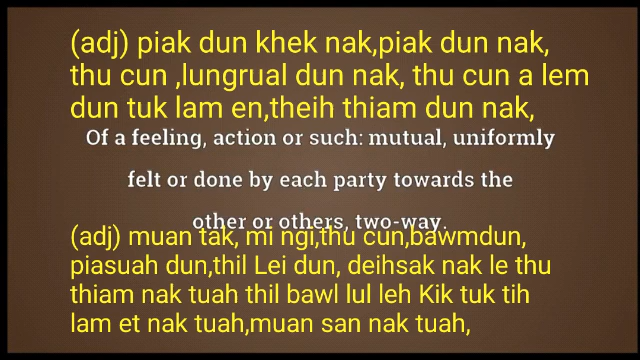 (adj) piak dun khek nak,piak dun nak,
thu cun ,lungrual dun nak, thu cun a lem
dun tuk lam en,theih thiam dun nak,
Of a feeling, action or such: mutual, uniformly
felt or done by each party towards the
other or others, two-way.
(adj) muan tak, mi ngi,thu cun,bawmdun,
piasuah dun,thil Lei dun, deihsak nak le thu
thiam nak tuah thil bawl lul leh Kik tuk tih
lam et nak tuah,muan san nak tuah,